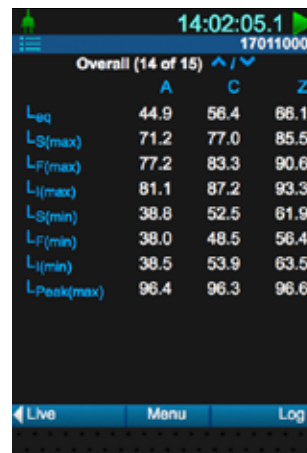 14:02:05.1
17011000
Overall (14 of 15) ^ / v
A C Z
Leq 44.9 56.4 66.1
LS(max) 71.2 77.0 85.5
LF(max) 77.2 83.3 90.6
LI(max) 81.1 87.2 93.3
LS(min) 38.8 52.5 61.9
LF(min) 38.0 48.5 56.4
LI(min) 38.5 53.9 63.5
LPeak(max) 96.4 96.3 96.6
Live Menu Log